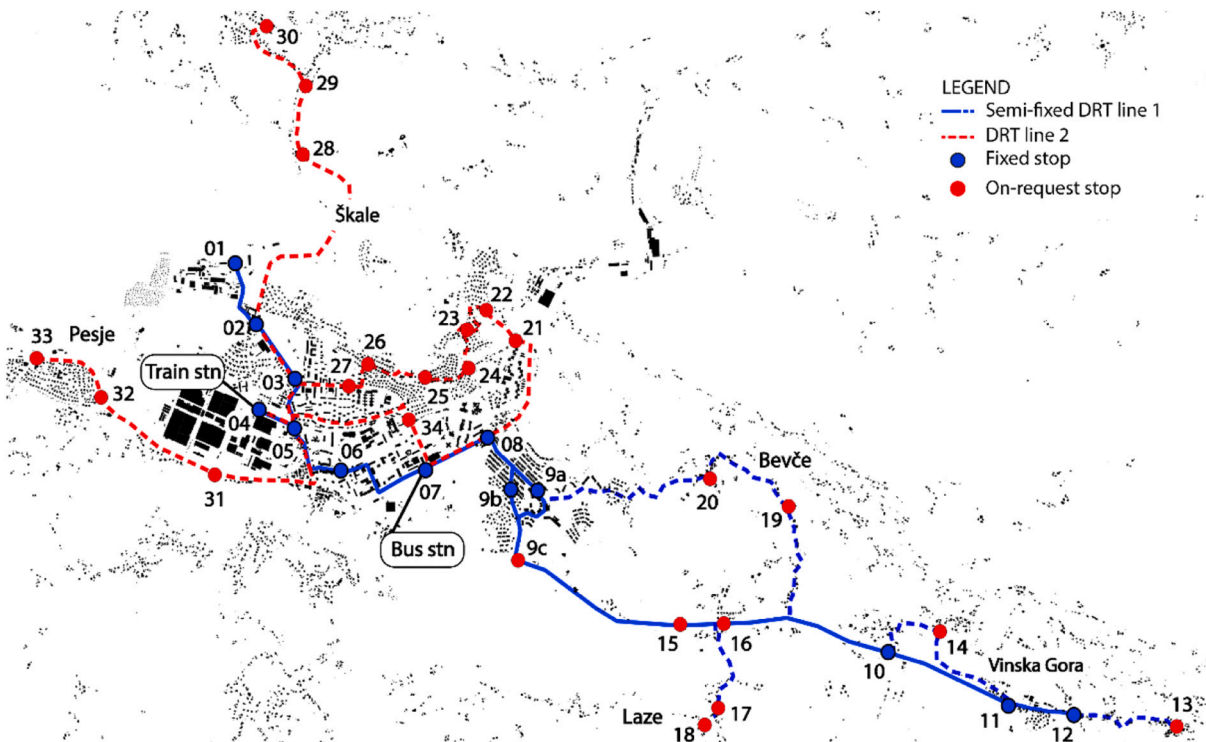 30
29
LEGEND
Semi-fixed DRT line 1
DRT line 2
Fixed stop
On-request stop
28
Škale
01
02
22
23
21
33
Pesje
26
Train stn
27
24
03
25
32
04
34
05
08
06
Bevče
07
9a
20
9b
31
19
Bus stn
9c
15
16
14
10
Vinska Gora
17
13
Laze
18
11
12